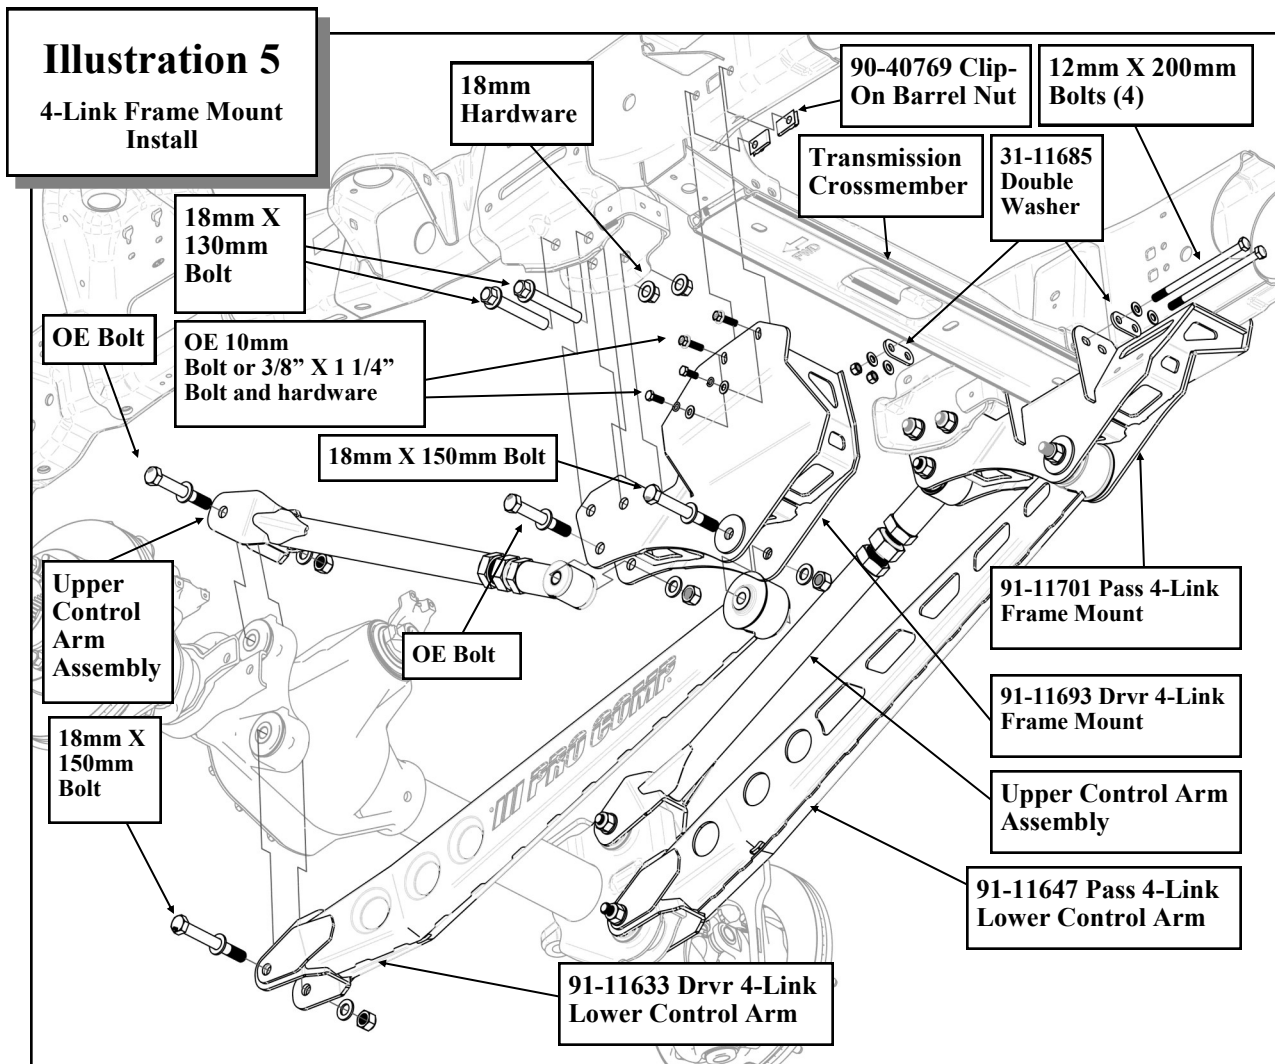 Illustration 5
4-Link Frame Mount
Install
18mm
Hardware
90-40769 Clip-
On Barrel Nut
12mm X 200mm
Bolts (4)
Transmission
Crossmember
31-11685
Double
Washer
18mm X
130mm
Bolt
OE Bolt
OE 10mm
Bolt or 3/8” X 1 1/4”
Bolt and hardware
18mm X 150mm Bolt
Upper
Control
Arm
Assembly
OE Bolt
91-11701 Pass 4-Link
Frame Mount
91-11693 Drvr 4-Link
Frame Mount
18mm X
150mm
Bolt
Upper Control Arm
Assembly
91-11647 Pass 4-Link
Lower Control Arm
91-11633 Drvr 4-Link
Lower Control Arm
PRO COMP